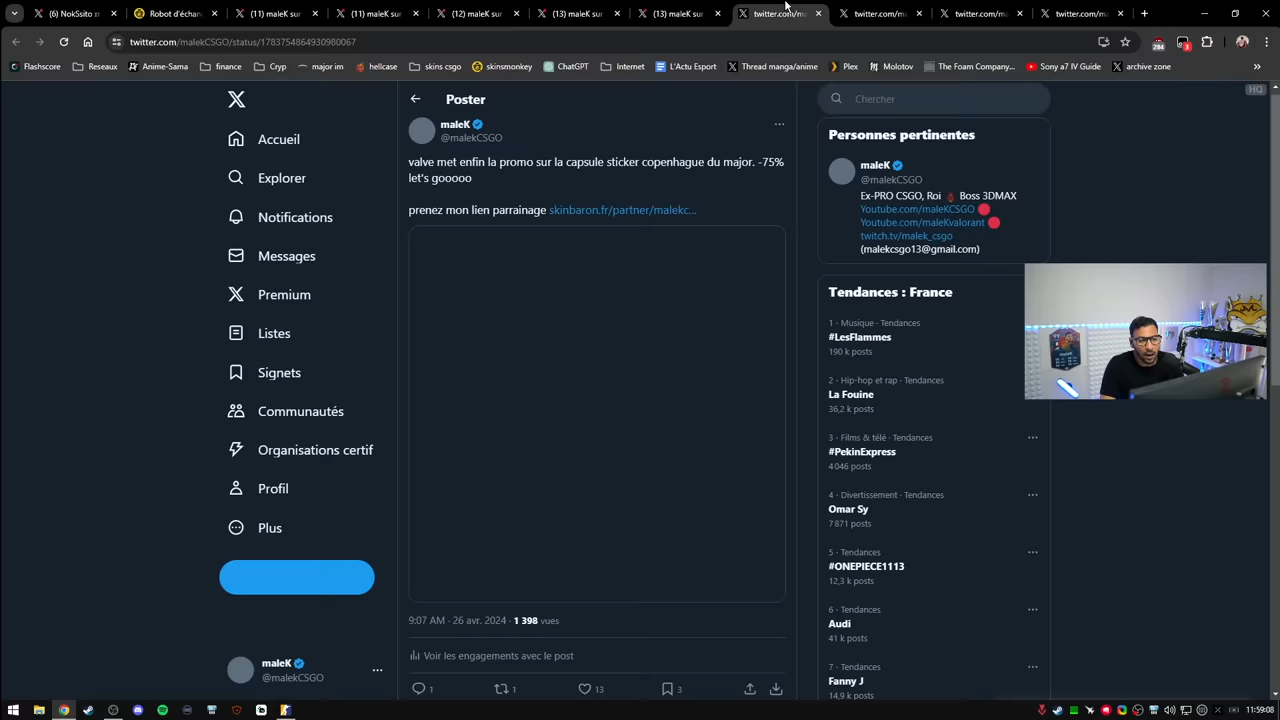 (6) NokSsito
Robot d'échan
(11) maleK sur
(11) maleK sur
(12) maleK sur
(13) maleK sur
(13) maleK sur
twitter.com/m
twitter.com/m
twitter.com/m
twitter.com/m
twitter.com/malekCSGO/status/1783754864930980067
284
3
Flashscore
Reseaux
Anime-Sama
finance
Cryp
major im
hellcase
skins csgo
skinsmonkey
ChatGPT
Internet
L'Actu Esport
Thread manga/anime
Plex
Molotov
The Foam Company...
Sony a7 IV Guide
archive zone
HQ
Accueil
Explorer
Notifications
Messages
Premium
Listes
Signets
Communautés
Organisations certif
Profil
Plus
maleK
@malekCSGO
Poster
maleK
@malekCSGO
valve met enfin la promo sur la capsule sticker copenhague du major. -75%
let's gooooo
prenez mon lien parrainage skinbaron.fr/partner/malekc...
9:07 AM · 26 avr. 2024 · 1 398 vues
Voir les engagements avec le post
1
1
13
3
Chercher
Personnes pertinentes
maleK
@malekCSGO
Ex-PRO CSGO, Roi Boss 3DMAX
Youtube.com/maleKCSGO
Youtube.com/maleKvalorant
twitch.tv/malek_csgo
(malekcsgo13@gmail.com)
Tendances : France
1 · Musique · Tendances
#LesFlammes
190 k posts
2 · Hip-hop et rap · Tendances
La Fouine
36,2 k posts
3 · Films & télé · Tendances
#PekinExpress
4 046 posts
4 · Divertissement · Tendances
Omar Sy
7 871 posts
5 · Tendances
#ONEPIECE1113
12,3 k posts
6 · Tendances
Audi
41 k posts
7 · Tendances
Fanny J
14,9 k posts
11:59:08